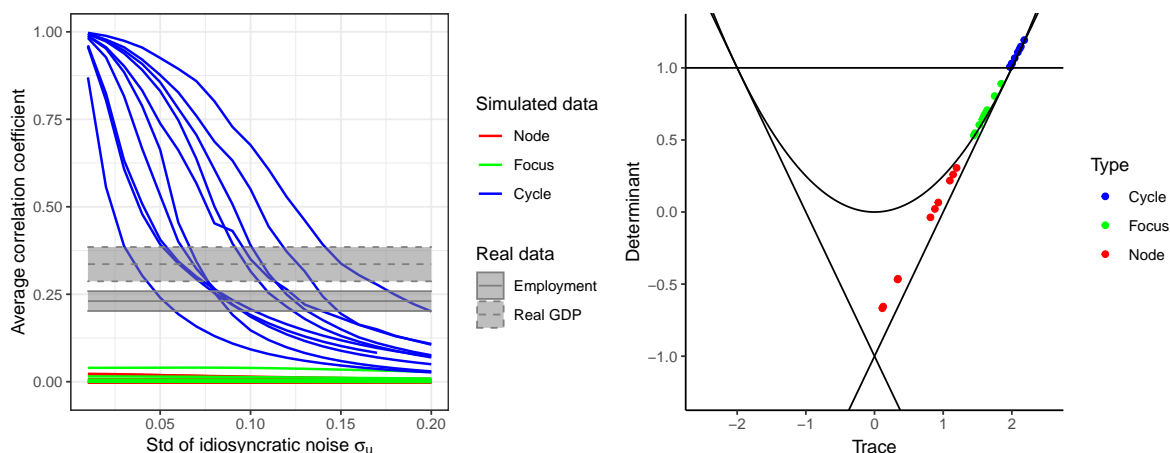 Average correlation coefficient
1.00
0.75
0.50
0.25
0.00
0.05
0.10
0.15
0.20
Std of idiosyncratic noise σu
Simulated data
Node
Focus
Cycle
Real data
Employment
Real GDP
Determinant
1.0
0.5
0.0
−0.5
−1.0
−2
−1
0
1
2
Trace
Type
Cycle
Focus
Node